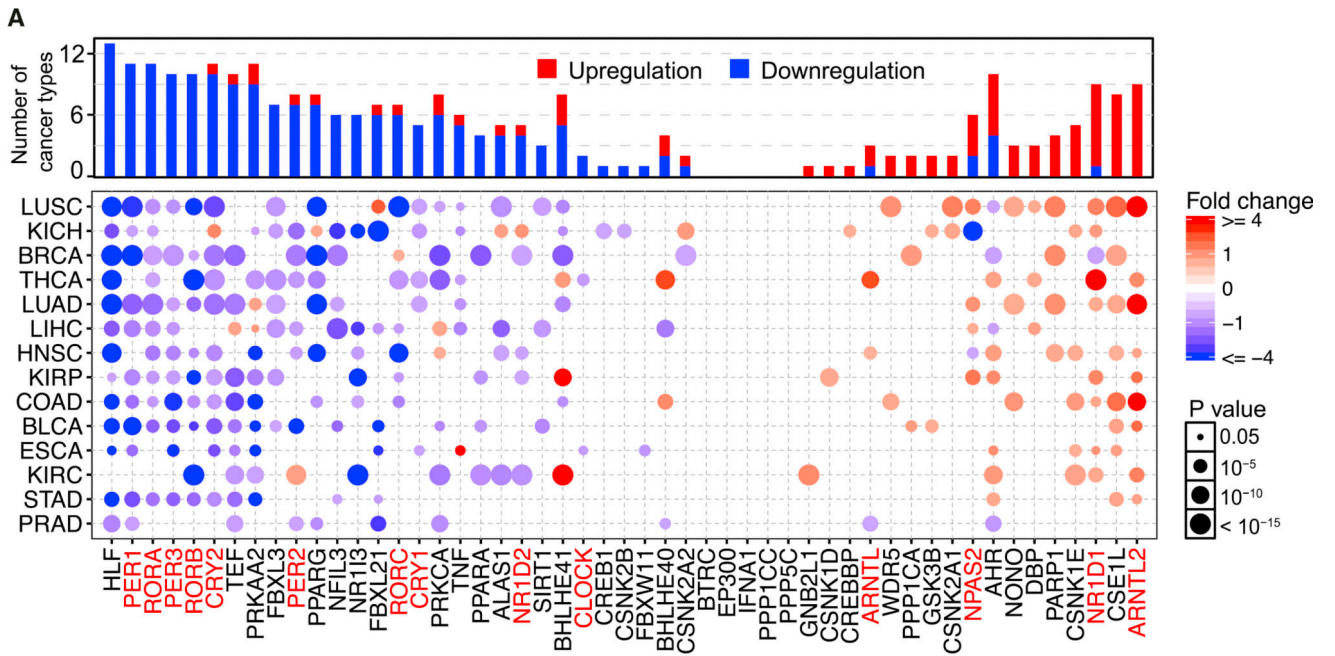 A
Number of
cancer types
12
6
0
Upregulation
Downregulation
LUSC
KICH
BRCA
THCA
LUAD
LIHC
HNSC
KIRP
COAD
BLCA
ESCA
KIRC
STAD
PRAD
HLF
PER1
RORA
PER3
RORB
CRY2
TEF
PRKAA2
FBXL3
PER2
PPARG
NFIL3
NR1I3
FBXL21
RORC
CRY1
PRKCA
TNF
PPARA
ALAS1
NR1D2
SIRT1
BHLHE41
CLOCK
CREB1
CSNK2B
FBXW11
BHLHE40
CSNK2A2
BTRC
EP300
IFNA1
PPP1CC
PPP5C
GNB2L1
CSNK1D
CREBBP
ARNTL
WDR5
PPP1CA
GSK3B
CSNK2A1
NPAS2
AHR
NONO
DBP
PARP1
CSNK1E
NR1D1
CSE1L
ARNTL2
Fold change
>= 4
1
0
−1
<= −4
P value
0.05
10⁻⁵
10⁻¹⁰
< 10⁻¹⁵